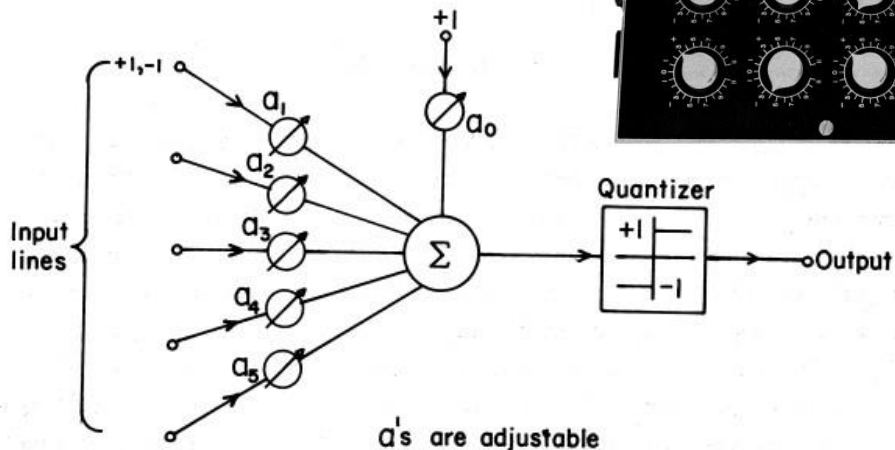 +1
+1,-1
a₁
a₀
a₂
Quantizer
a₃
+1
Input
lines
Σ
Output
-1
a₄
a₅
a's are adjustable